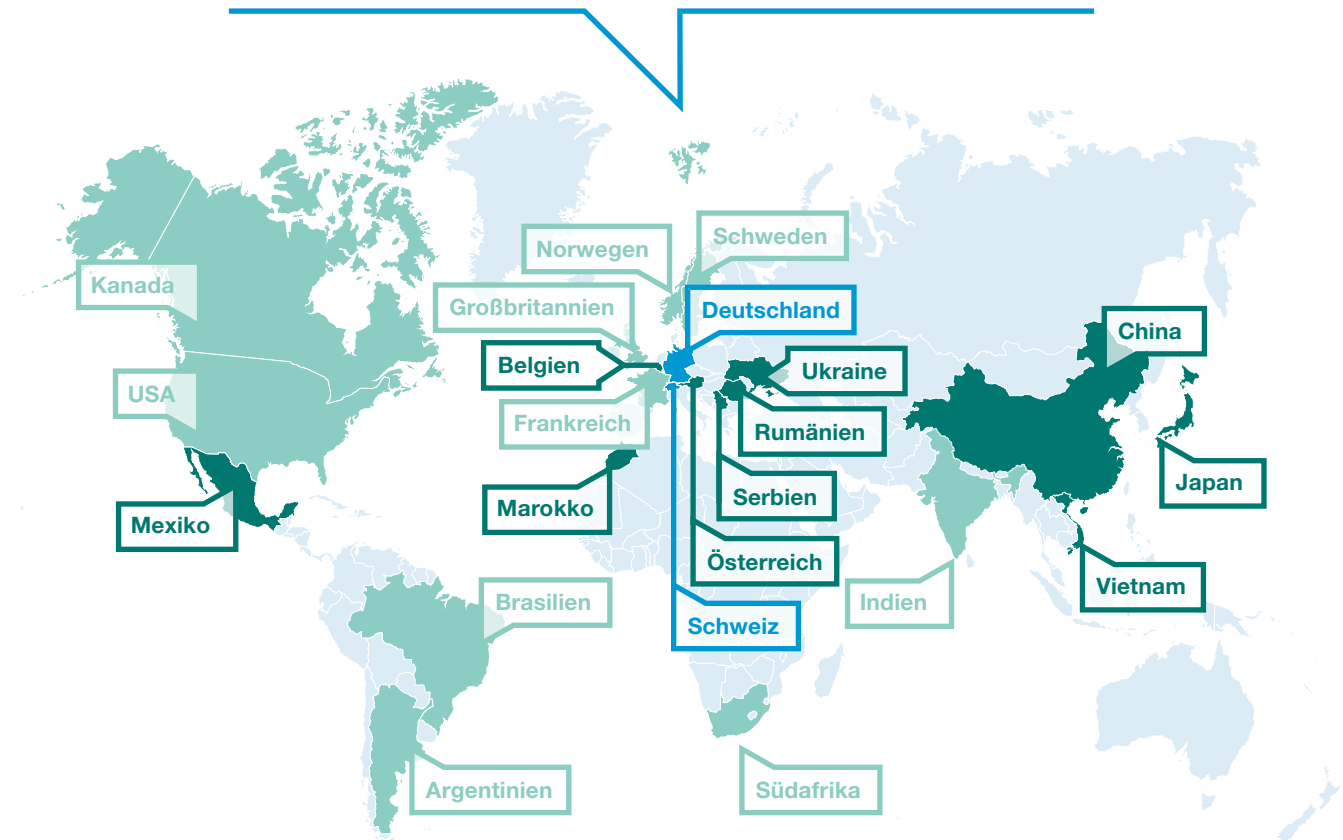 Schweden
Norwegen
Kanada
Großbritannien
Deutschland
China
Belgien
Ukraine
USA
Frankreich
Rumänien
Japan
Marokko
Serbien
Mexiko
Österreich
Vietnam
Brasilien
Indien
Schweiz
Argentinien
Südafrika